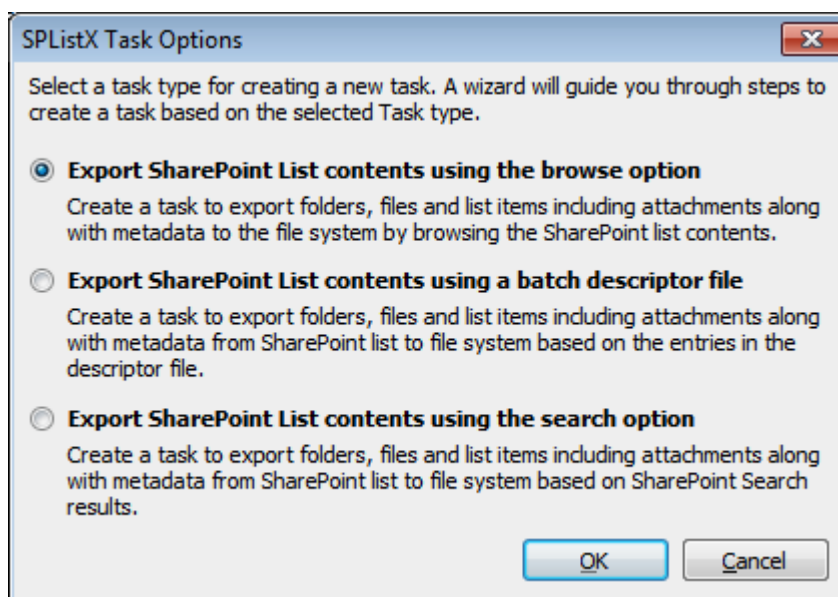 SPListX Task Options
Select a task type for creating a new task. A wizard will guide you through steps to
create a task based on the selected Task type.
Export SharePoint List contents using the browse option
Create a task to export folders, files and list items including attachments along
with metadata to the file system by browsing the SharePoint list contents.
Export SharePoint List contents using a batch descriptor file
Create a task to export folders, files and list items including attachments along
with metadata from SharePoint list to file system based on the entries in the
descriptor file.
Export SharePoint List contents using the search option
Create a task to export folders, files and list items including attachments along
with metadata from SharePoint list to file system based on SharePoint Search
results.
OK Cancel